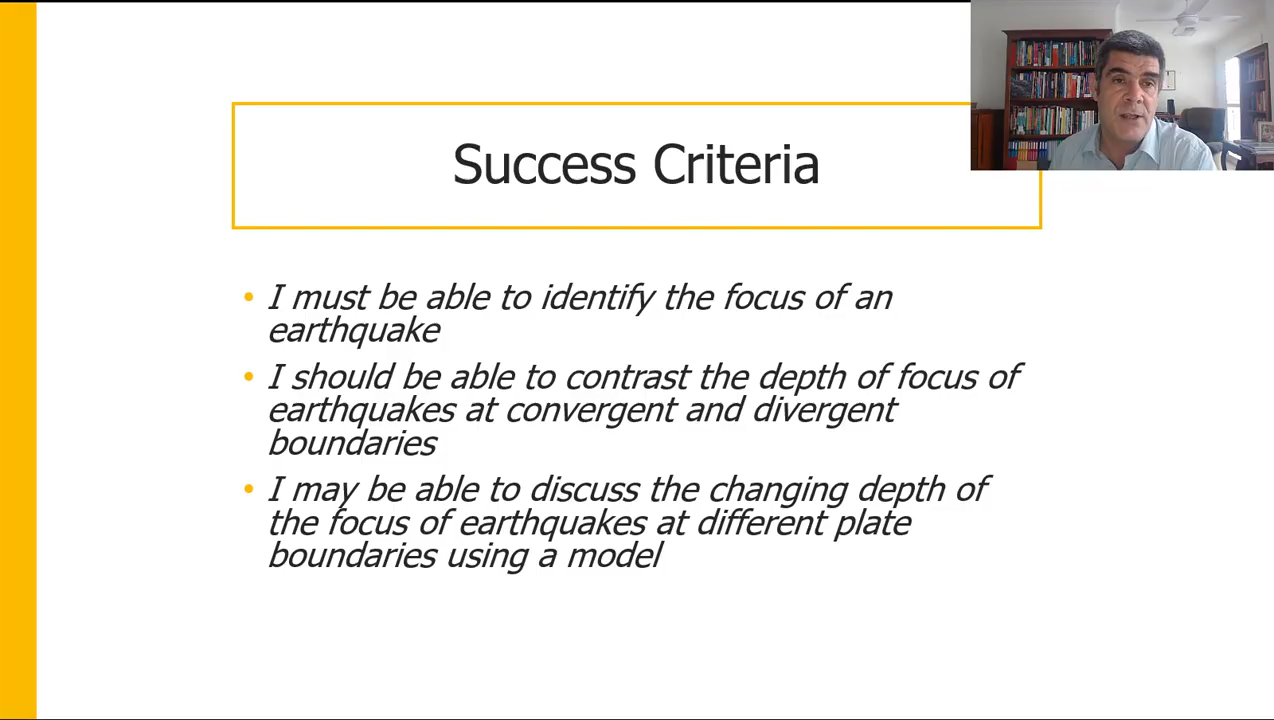 Success Criteria
• I must be able to identify the focus of an
earthquake
• I should be able to contrast the depth of focus of
earthquakes at convergent and divergent
boundaries
• I may be able to discuss the changing depth of
the focus of earthquakes at different plate
boundaries using a model